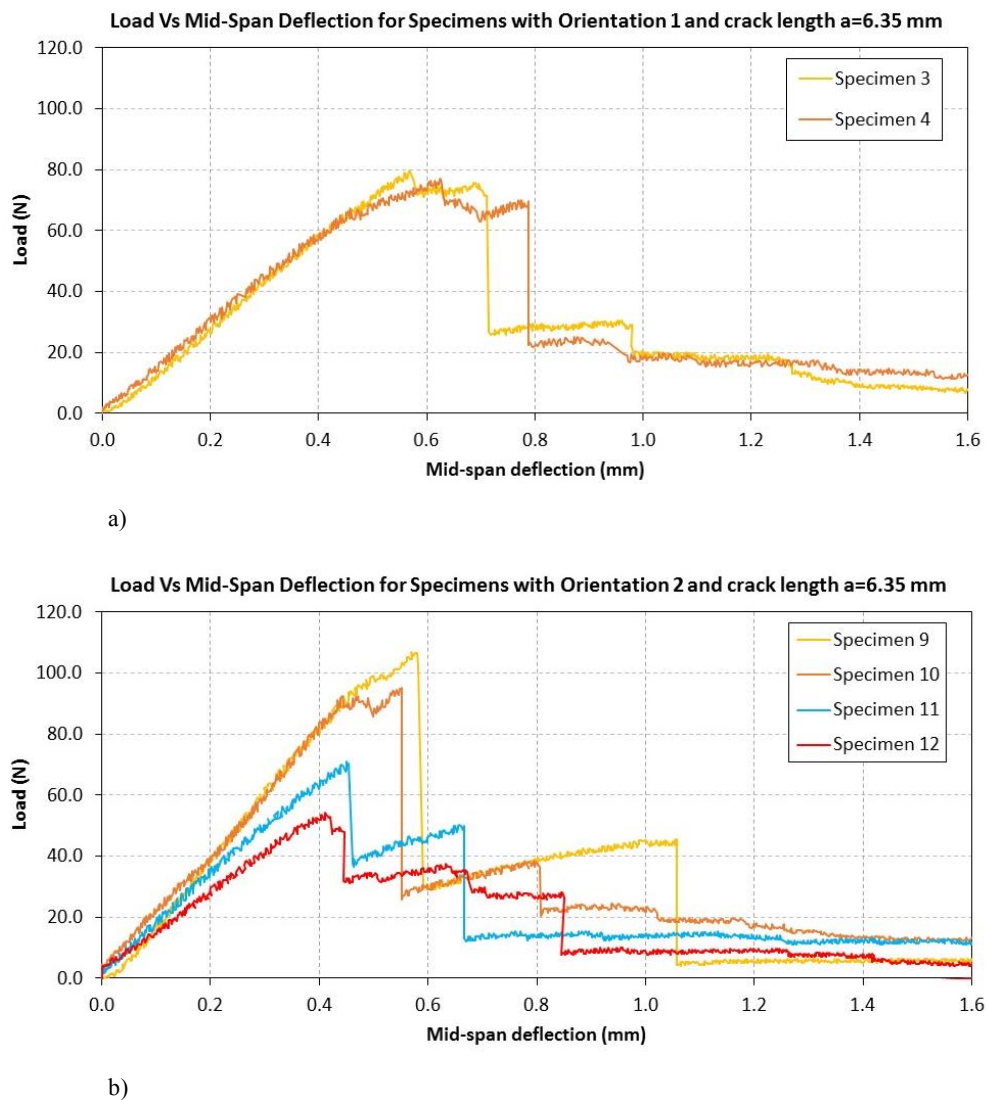 Load Vs Mid-Span Deflection for Specimens with Orientation 1 and crack length a=6.35 mm
120.0
100.0
80.0
60.0
40.0
20.0
0.0
Load (N)
Specimen 3
Specimen 4
0.0 0.2 0.4 0.6 0.8 1.0 1.2 1.4 1.6
Mid-span deflection (mm)
a)
Load Vs Mid-Span Deflection for Specimens with Orientation 2 and crack length a=6.35 mm
120.0
100.0
80.0
60.0
40.0
20.0
0.0
Load (N)
Specimen 9
Specimen 10
Specimen 11
Specimen 12
0.0 0.2 0.4 0.6 0.8 1.0 1.2 1.4 1.6
Mid-span deflection (mm)
b)